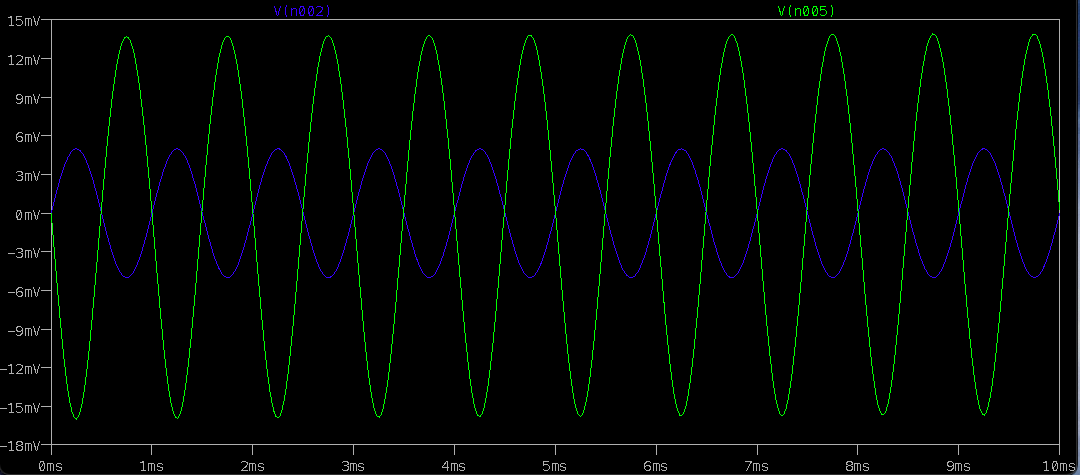 V(n002) V(n005)
15mV
12mV
9mV
6mV
3mV
0mV
-3mV
-6mV
-9mV
-12mV
-15mV
-18mV
0ms 1ms 2ms 3ms 4ms 5ms 6ms 7ms 8ms 9ms 10ms